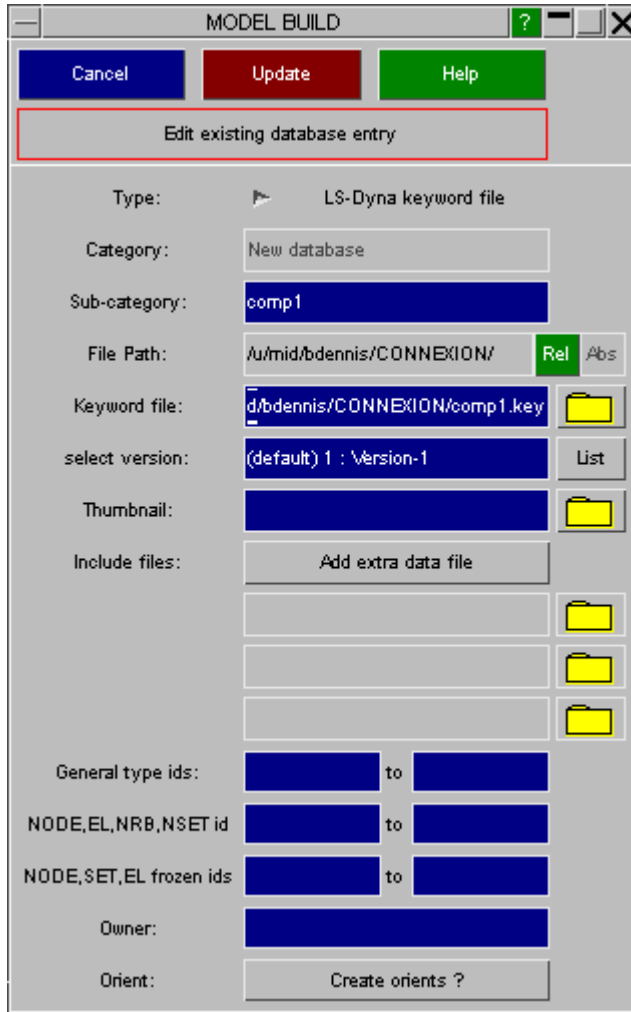 MODEL BUILD ?
Cancel Update Help
Edit existing database entry
Type: LS-Dyna keyword file
Category: New database
Sub-category: comp1
File Path: /u/mid/bdennis/CONNEXION/ Rel Abs
Keyword file: d/bdennis/CONNEXION/comp1.key
select version: (default) 1 : Version-1 List
Thumbnail:
Include files: Add extra data file
General type ids: to
NODE,EL,NRB,NSET id to
NODE,SET,EL frozen ids to
Owner:
Orient: Create orients ?